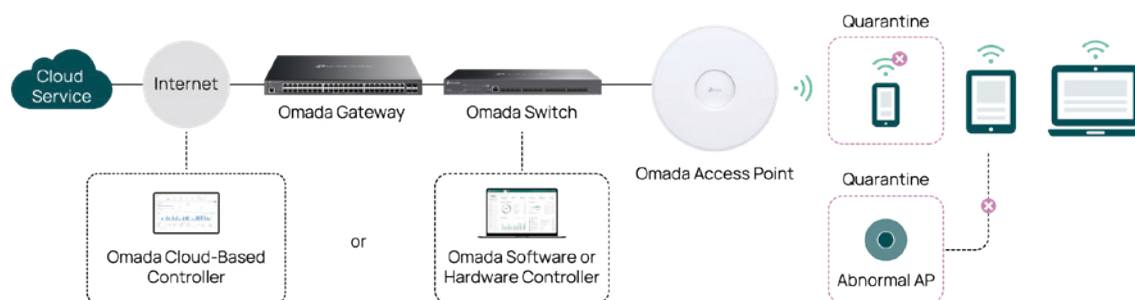 Cloud
Service
Internet
Omada Gateway
Omada Switch
Omada Access Point
Quarantine
Quarantine
Abnormal AP
Omada Cloud-Based
Controller
or
Omada Software or
Hardware Controller